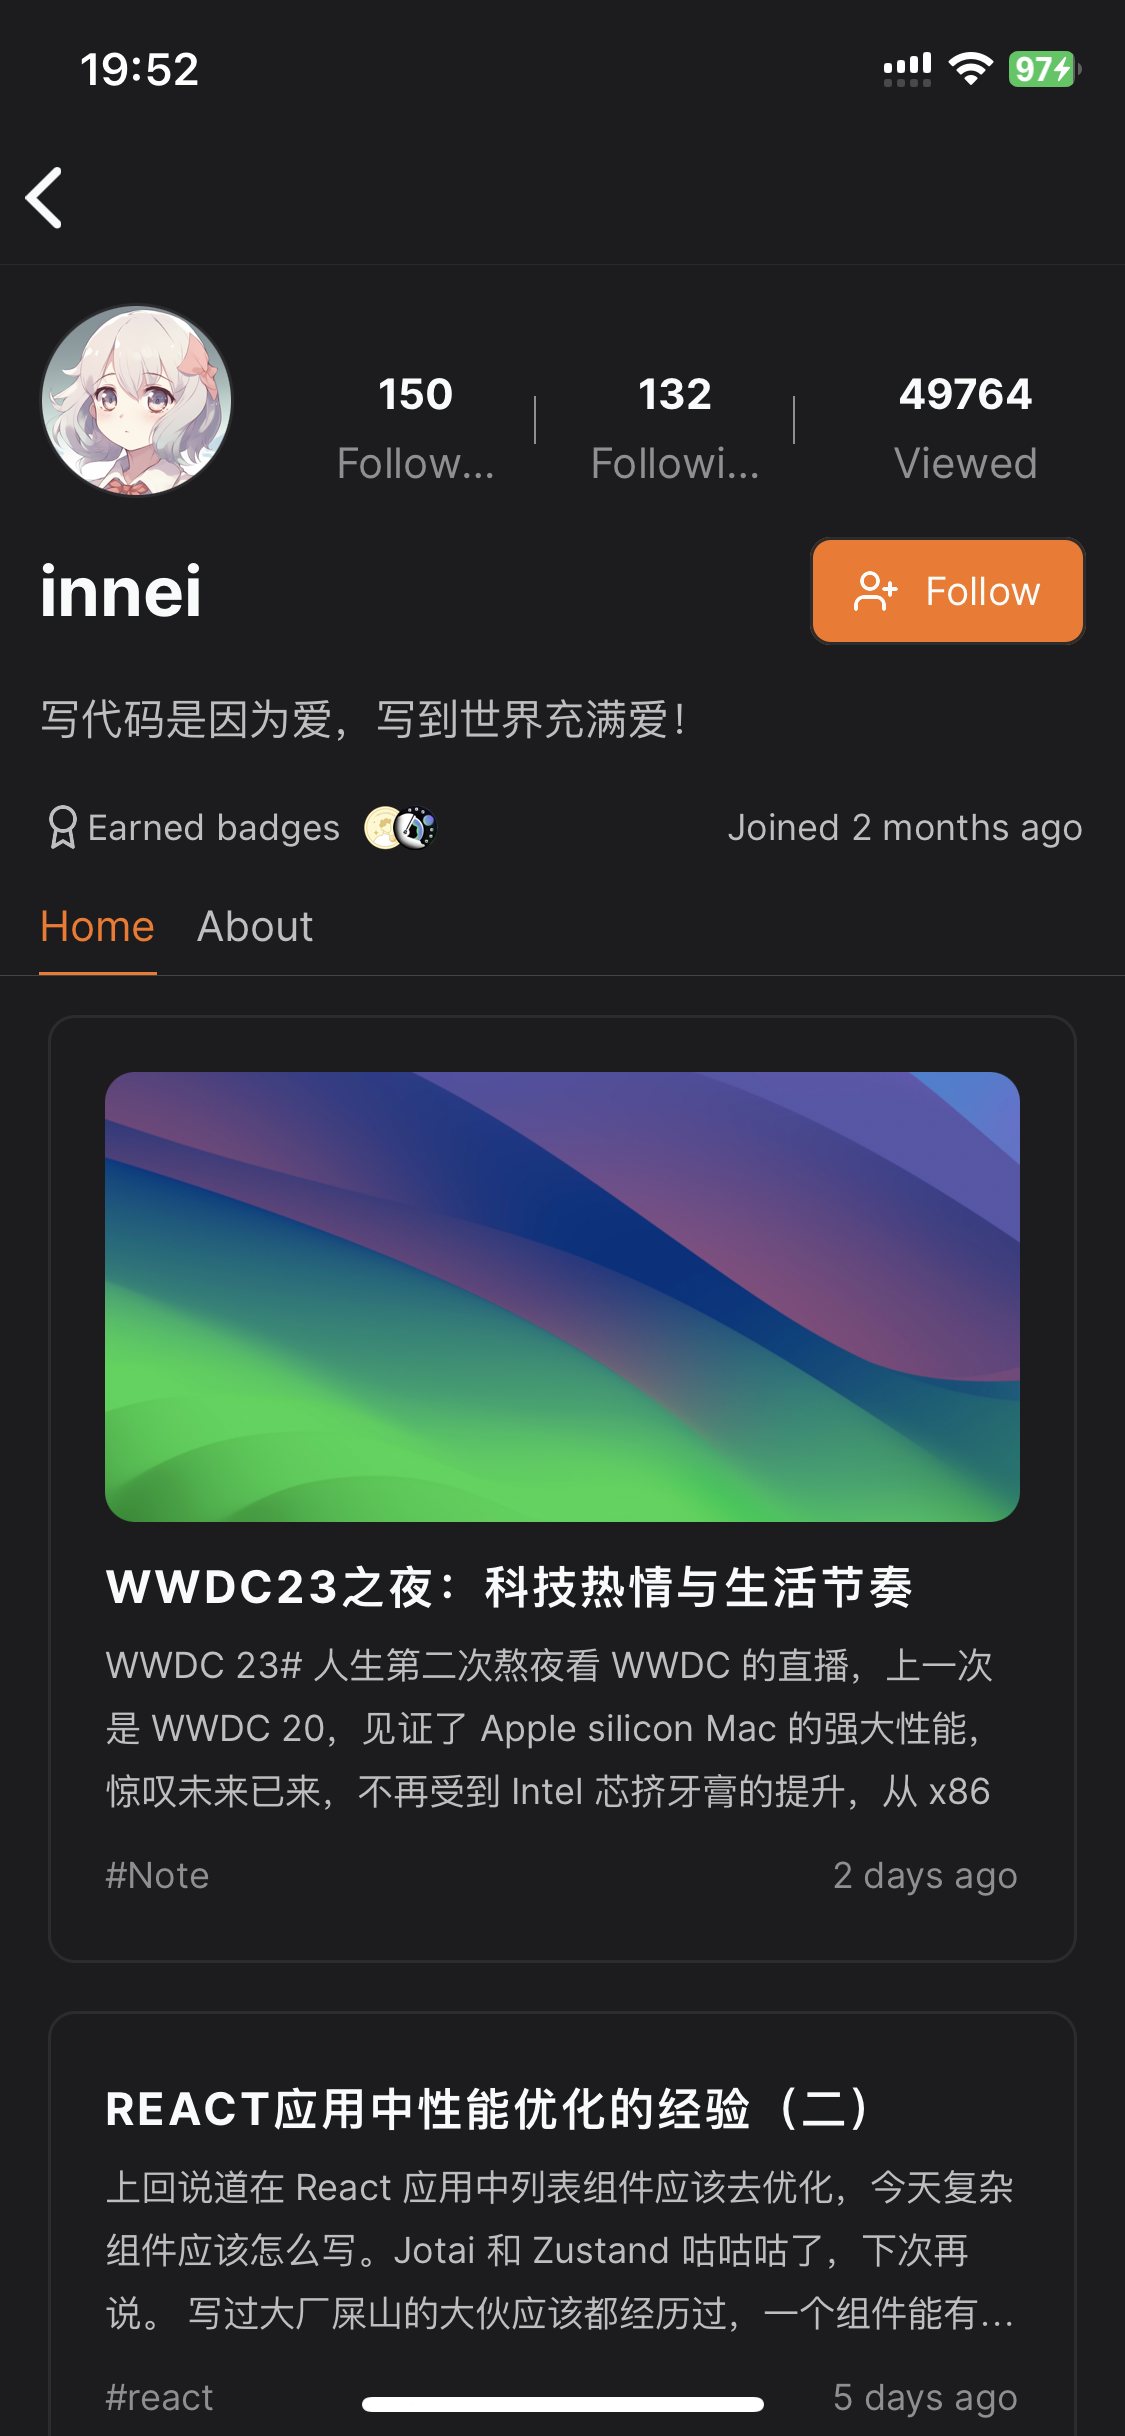 19:52
97
150
132
49764
Follow...
Followi...
Viewed
innei
Follow
写代码是因为爱，写到世界充满爱！
Earned badges
Joined 2 months ago
Home
About
WWDC23之夜：科技热情与生活节奏
WWDC 23# 人生第二次熬夜看 WWDC 的直播，上一次
是 WWDC 20，见证了 Apple silicon Mac 的强大性能，
惊叹未来已来，不再受到 Intel 芯挤牙膏的提升，从 x86
#Note
2 days ago
REACT应用中性能优化的经验（二）
上回说道在 React 应用中列表组件应该去优化，今天复杂
组件应该怎么写。Jotai 和 Zustand 咕咕咕了，下次再
说。 写过大厂屎山的大伙应该都经历过，一个组件能有...
#react
5 days ago